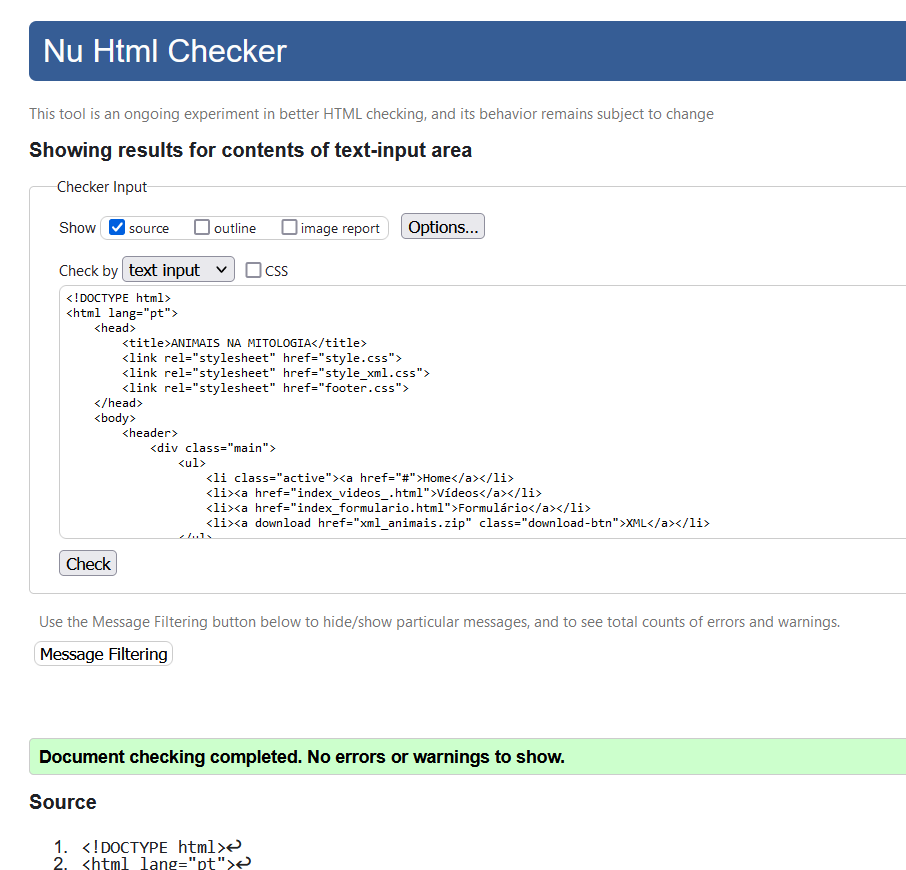 Nu Html Checker
This tool is an ongoing experiment in better HTML checking, and its behavior remains subject to change
Showing results for contents of text-input area
Checker Input
Show source outline image report Options...
Check by text input CSS
<!DOCTYPE html>
<html lang="pt">
<head>
<title>ANIMAIS NA MITOLOGIA</title>
<link rel="stylesheet" href="style.css">
<link rel="stylesheet" href="style_xml.css">
<link rel="stylesheet" href="footer.css">
</head>
<body>
<header>
<div class="main">
<ul>
<li class="active"><a href="#">Home</a></li>
<li><a href="index_videos_.html">Vídeos</a></li>
<li><a href="index_formulario.html">Formulário</a></li>
<li><a download href="xml_animais.zip" class="download-btn">XML</a></li>
</ul>
Check
Use the Message Filtering button below to hide/show particular messages, and to see total counts of errors and warnings.
Message Filtering
Document checking completed. No errors or warnings to show.
Source
1. <!DOCTYPE html>↩
2. <html lang="pt">↩